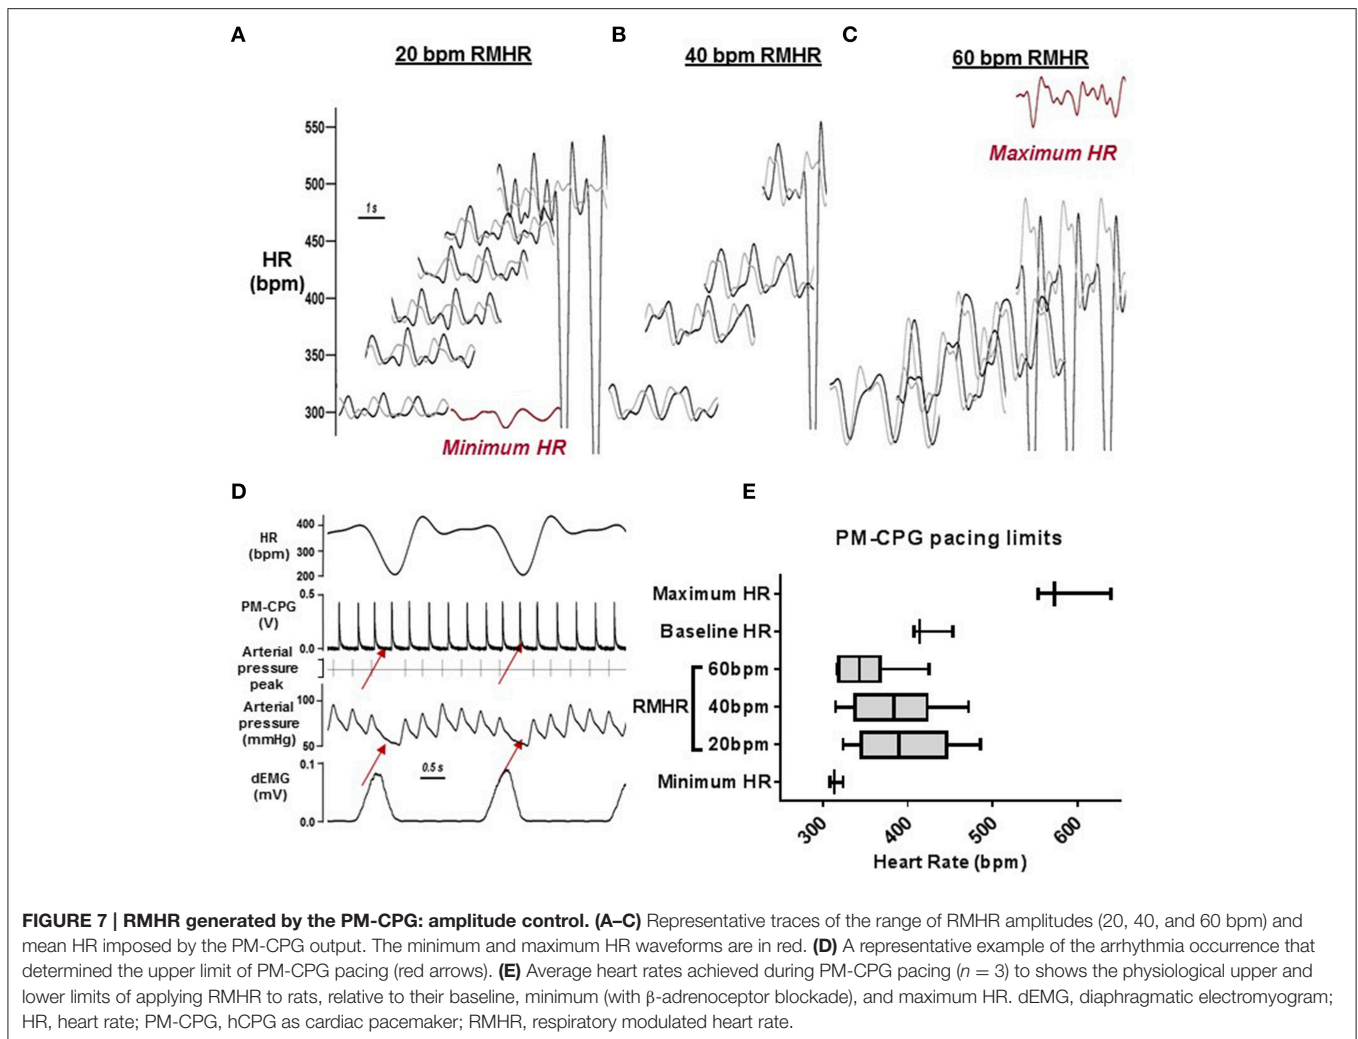 A
B
C
20 bpm RMHR
40 bpm RMHR
60 bpm RMHR
Maximum HR
550
500
1s
450
HR
(bpm)
400
350
300
Minimum HR
D
HR
(bpm)
400
300
200
PM-CPG
(V)
0.5
0.0
Arterial
pressure
peak
Arterial
pressure
(mmHg)
100
50
dEMG
(mV)
0.1
0.0
0.5 s
E
PM-CPG pacing limits
Maximum HR
Baseline HR
60bpm
RMHR
40bpm
20bpm
Minimum HR
300
400
500
600
Heart Rate (bpm)
FIGURE 7 | RMHR generated by the PM-CPG: amplitude control. (A–C) Representative traces of the range of RMHR amplitudes (20, 40, and 60 bpm) and
mean HR imposed by the PM-CPG output. The minimum and maximum HR waveforms are in red. (D) A representative example of the arrhythmia occurrence that
determined the upper limit of PM-CPG pacing (red arrows). (E) Average heart rates achieved during PM-CPG pacing (n = 3) to shows the physiological upper and
lower limits of applying RMHR to rats, relative to their baseline, minimum (with β-adrenoceptor blockade), and maximum HR. dEMG, diaphragmatic electromyogram;
HR, heart rate; PM-CPG, hCPG as cardiac pacemaker; RMHR, respiratory modulated heart rate.